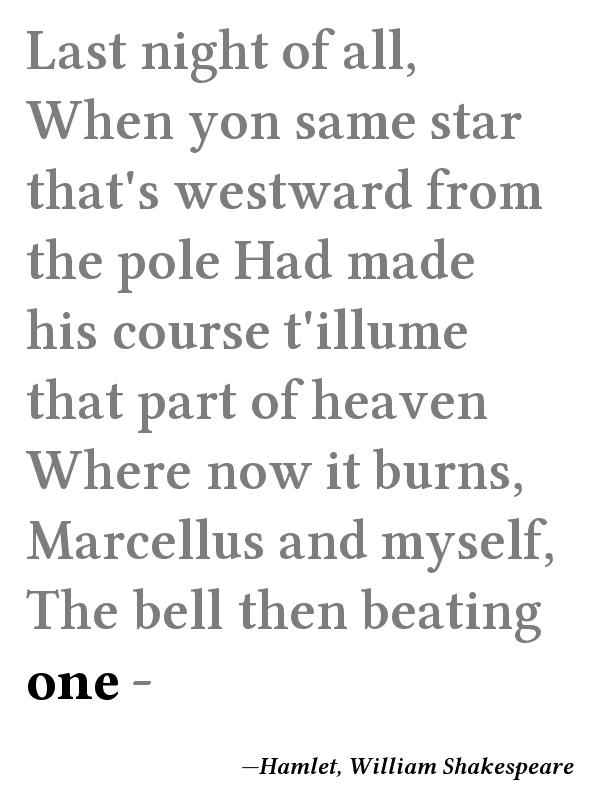 Last night of all,
When yon same star
that's westward from
the pole Had made
his course t'illume
that part of heaven
Where now it burns,
Marcellus and myself,
The bell then beating
one -
—Hamlet, William Shakespeare